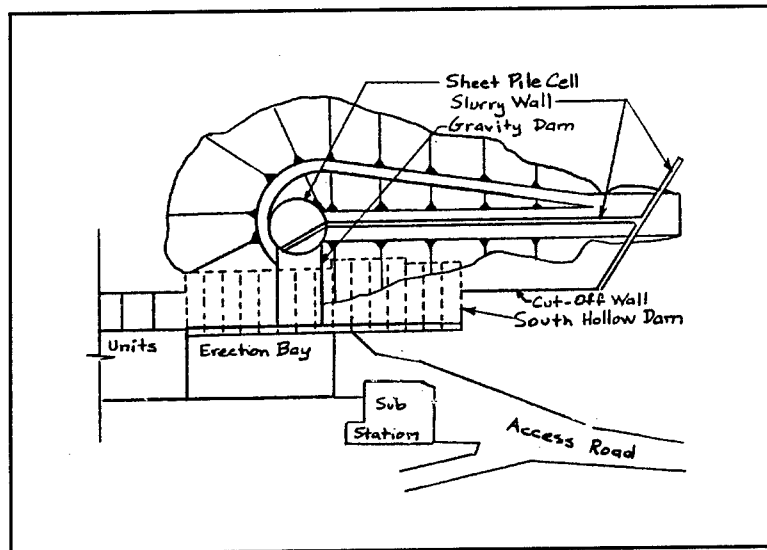 Sheet Pile Cell
Slurry Wall
Gravity Dam
Cut-Off Wall
South Hollow Dam
Units
Erection Bay
Sub
Station
Access Road